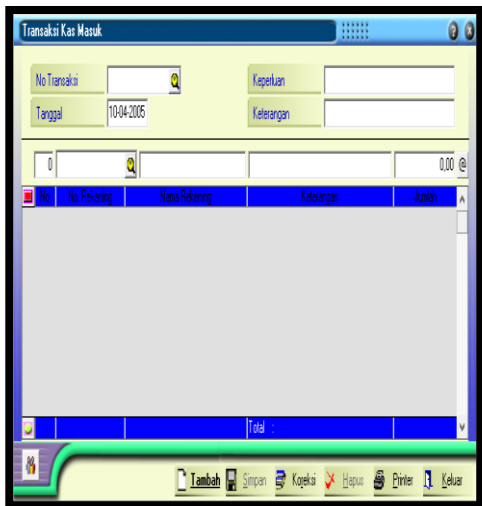 Transaksi Kas Masuk
No Transaksi Keperluan
Tanggal 10-04-2005 Keterangan
0 0,00 @
No No. Rekening Nama Rekening Keterangan Jumlah
Total :
Tambah Simpan Koreksi Hapus Printer Keluar